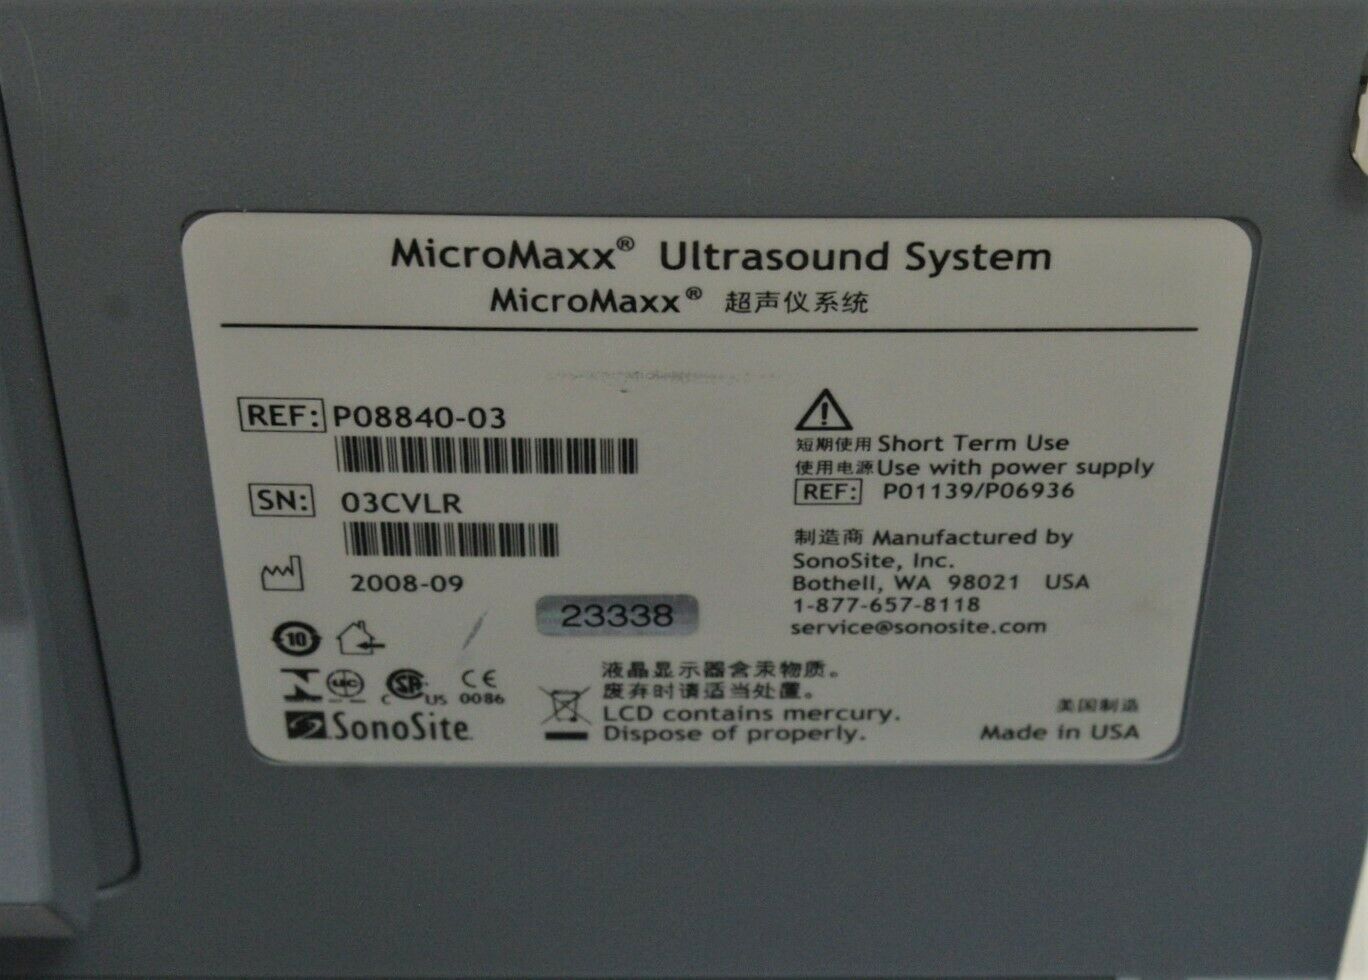 MicroMaxx® Ultrasound System
MicroMaxx® 超声仪系统
REF: P08840-03
SN: 03CVLR
2008-09
23338
10
SA
C US
CE
0086
SonoSite
短期使用 Short Term Use
使用电源 Use with power supply
REF: P01139/P06936
制造商 Manufactured by
SonoSite, Inc.
Bothell, WA 98021 USA
1-877-657-8118
service@sonosite.com
液晶显示器含汞物质。
废弃时请适当处置。
LCD contains mercury.
Dispose of properly.
美国制造
Made in USA